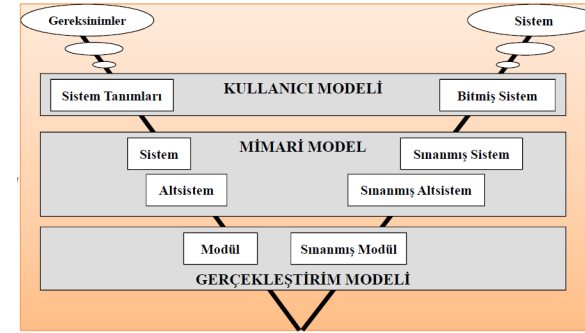 Gereksinimler
Sistem
KULLANICI MODELİ
Sistem Tanımları
Bitmiş Sistem
MİMARİ MODEL
Sistem
Sınanmış Sistem
Altsistem
Sınanmış Altsistem
Modül
Sınanmış Modül
GERÇEKLEŞTİRİM MODELİ